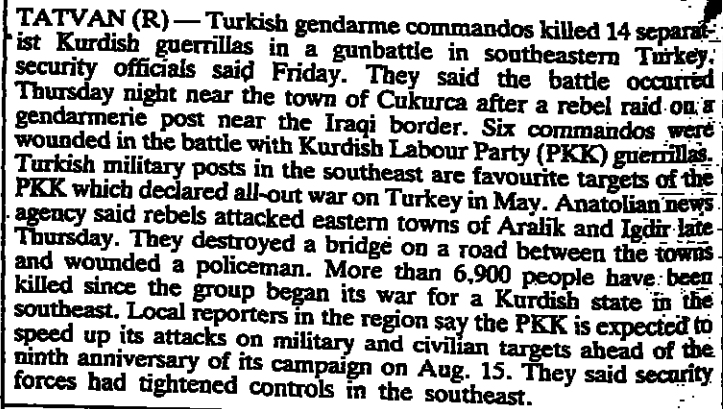 TATVAN (R) — Turkish gendarme commandos killed 14 separat-
ist Kurdish guerrillas in a gunbattle in southeastern Turkey,
security officials said Friday. They said the battle occurred
Thursday night near the town of Cukurca after a rebel raid on a
gendarmerie post near the Iraqi border. Six commandos were
wounded in the battle with Kurdish Labour Party (PKK) guerrillas.
Turkish military posts in the southeast are favourite targets of the
PKK which declared all-out war on Turkey in May. Anatolian news
agency said rebels attacked eastern towns of Aralik and Igdir late
Thursday. They destroyed a bridge on a road between the towns
and wounded a policeman. More than 6,900 people have been
killed since the group began its war for a Kurdish state in the
southeast. Local reporters in the region say the PKK is expected to
speed up its attacks on military and civilian targets ahead of the
ninth anniversary of its campaign on Aug. 15. They said security
forces had tightened controls in the southeast.